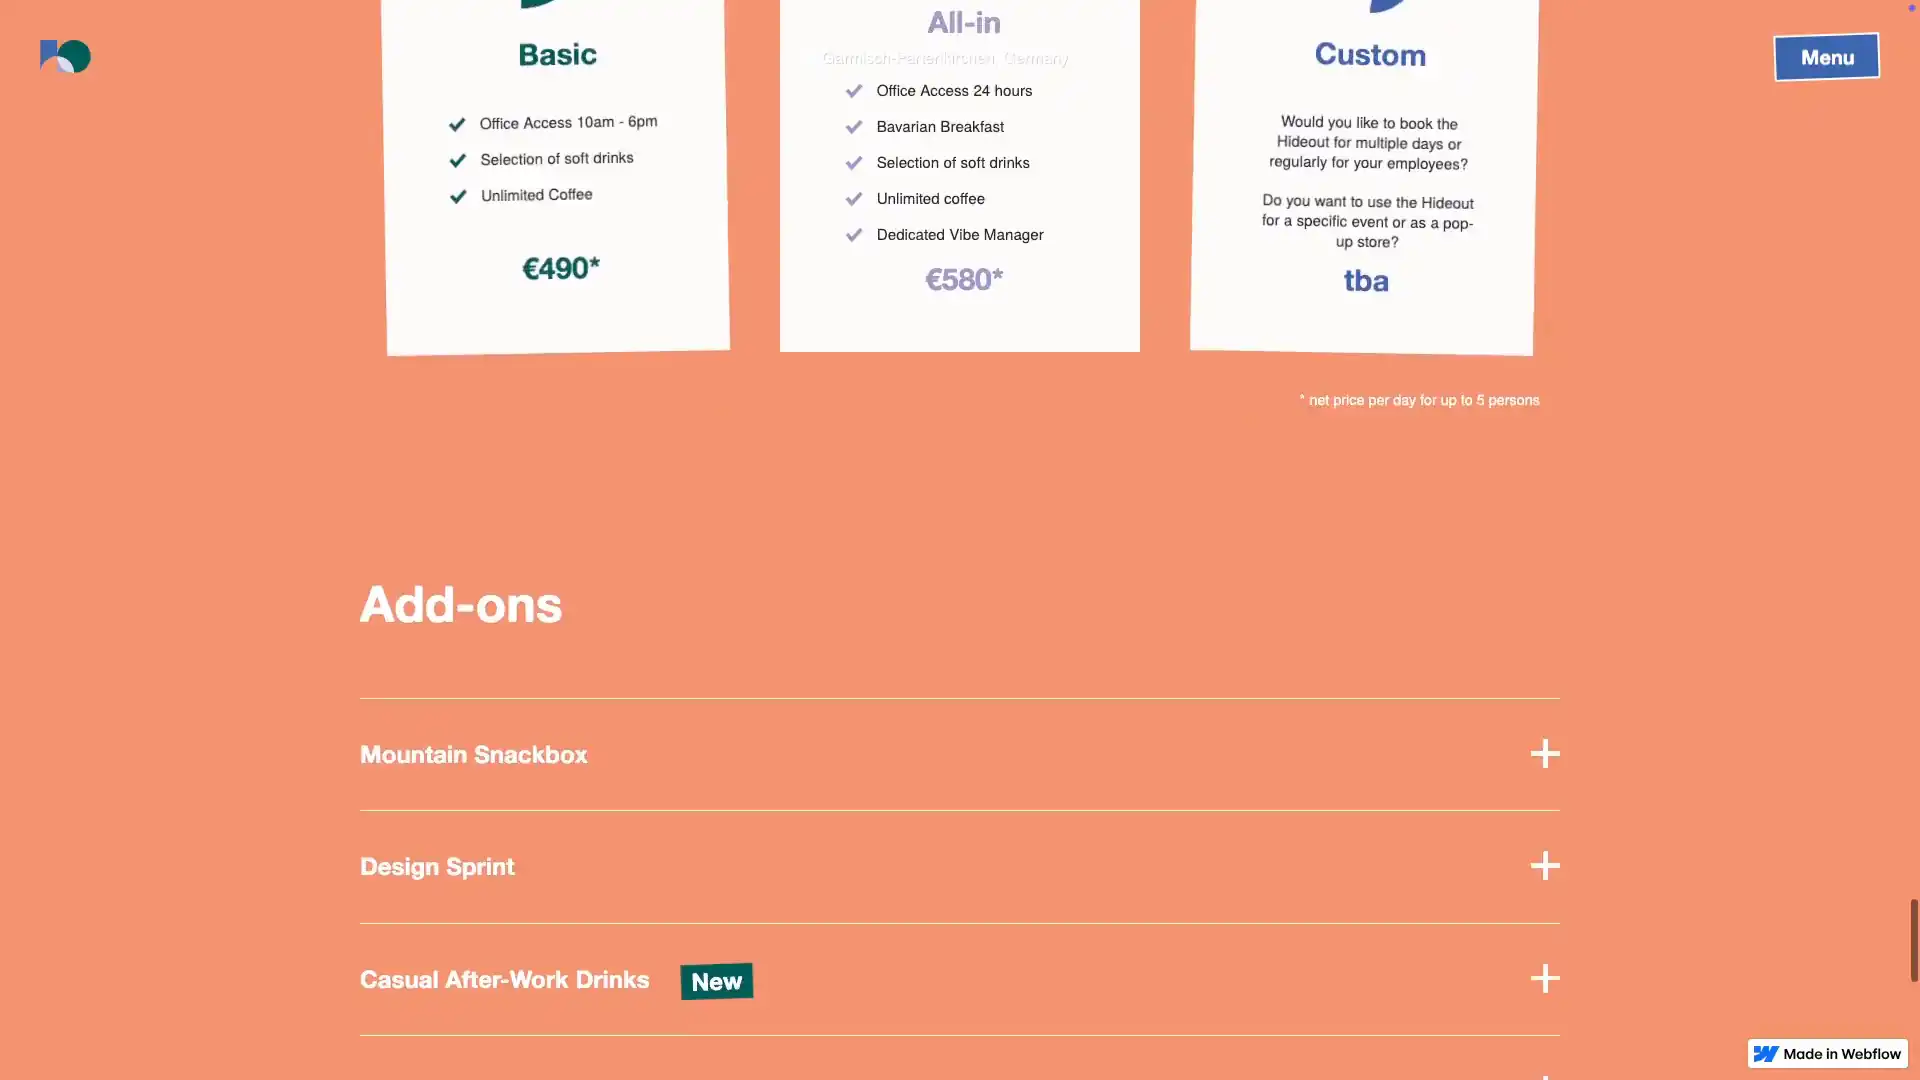 Menu
Basic
Office Access 10am - 6pm
Selection of soft drinks
Unlimited Coffee
€490*
All-in
Garmisch-Partenkirchen Germany
Office Access 24 hours
Bavarian Breakfast
Selection of soft drinks
Unlimited coffee
Dedicated Vibe Manager
€580*
Custom
Would you like to book the
Hideout for multiple days or
regularly for your employees?
Do you want to use the Hideout
for a specific event or as a pop-
up store?
tba
* net price per day for up to 5 persons
Add-ons
Mountain Snackbox
Design Sprint
Casual After-Work Drinks
New
Made in Webflow